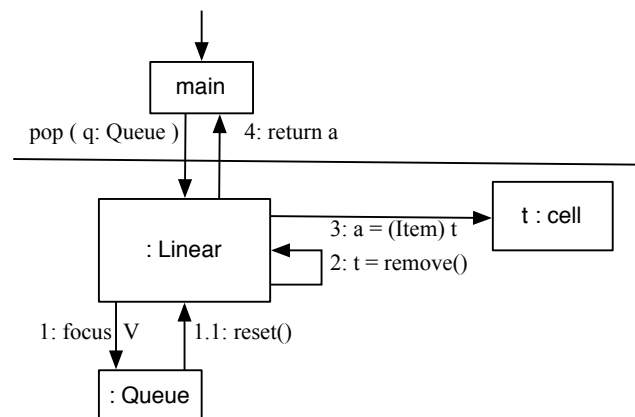 main
pop ( q: Queue )
4: return a
: Linear
t : cell
3: a = (Item) t
2: t = remove()
1: focus V
1.1: reset()
: Queue